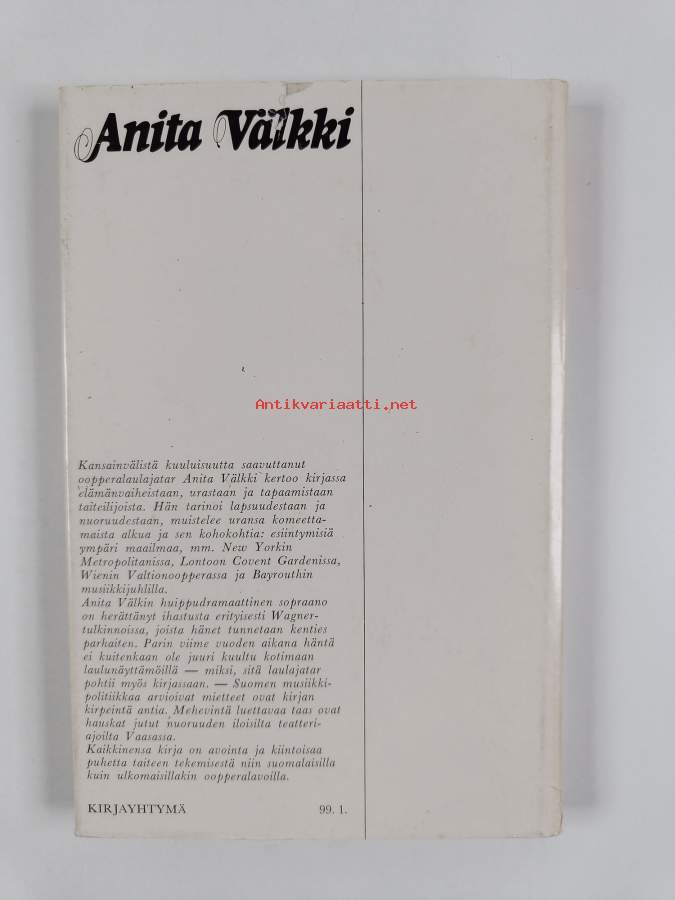 Anita Välkki
Antikvariaatti.net
Kansainvälistä kuuluisuutta saavuttanut
oopperalaulajatar Anita Välkki kertoo kirjassa
elämänvaiheistaan, urastaan ja tapaamistaan
taiteilijoista. Hän tarinoi lapsuudestaan ja
nuoruudestaan, muistelee uransa komeetta-
maista alkua ja sen kohokohtia: esiintymisiä
ympäri maailmaa, mm. New Yorkin
Metropolitanissa, Lontoon Covent Gardenissa,
Wienin Valtionoopperassa ja Bayrouthin
musiikkijuhlilla.
Anita Välkin huippudramaattinen sopraano
on herättänyt ihastusta erityisesti Wagner-
tulkinnoissa, joista hänet tunnetaan kenties
parhaiten. Parin viime vuoden aikana häntä
ei kuitenkaan ole juuri kuultu kotimaan
laulunäyttämöillä — miksi, sitä laulajatar
pohtii myös kirjassaan. — Suomen musiikki-
politiikkaa arvioivat mietteet ovat kirjan
kirpeintä antia. Mehevintä luettavaa taas ovat
hauskat jutut nuoruuden iloisilta teatteri-
ajoilta Vaasassa.
Kaikkinensa kirja on avointa ja kiintoisaa
puhetta taiteen tekemisestä niin suomalaisilla
kuin ulkomaisillakin oopperalavoilla.
KIRJAYHTYMÄ 99. 1.